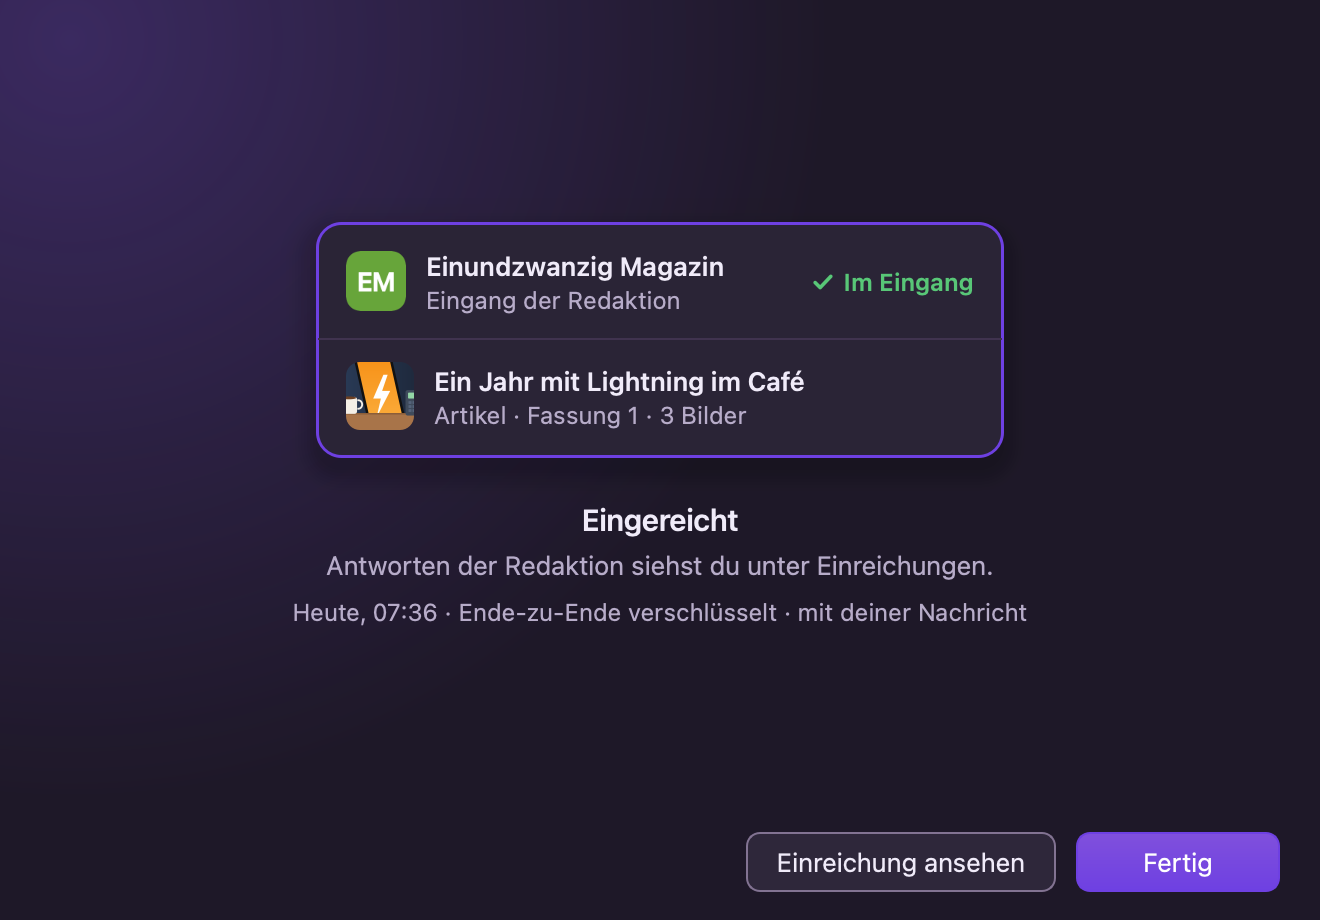 EM
Einundzwanzig Magazin
Eingang der Redaktion
Im Eingang
Ein Jahr mit Lightning im Café
Artikel · Fassung 1 · 3 Bilder
Eingereicht
Antworten der Redaktion siehst du unter Einreichungen.
Heute, 07:36 · Ende-zu-Ende verschlüsselt · mit deiner Nachricht
Einreichung ansehen
Fertig